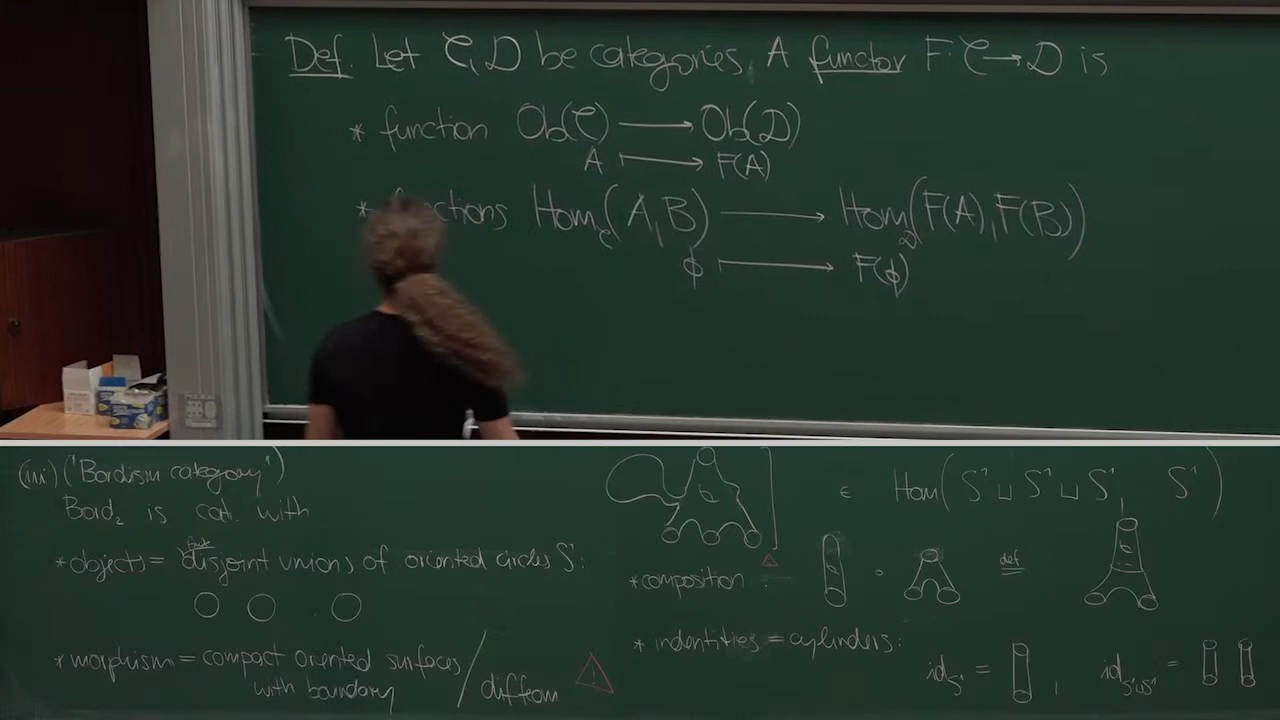 Def. Let C, D be categories. A functor F: C → D is
* function Ob(C) → Ob(D)
A ↦ F(A)
* functions Hom_C(A, B) → Hom_D(F(A), F(B))
ϕ ↦ F(ϕ)
(iii) ("Bordism category")
Bord₂ is cat. with
* objects = finite disjoint unions of oriented circles S¹:
* morphism = compact oriented surfaces
with boundary / diffeom
∈ Hom(S¹ ⊔ S¹ ⊔ S¹, S¹)
* composition: ∘ def =
* indentities = cylinders:
id_S¹ = , id_S¹⊔S¹ =